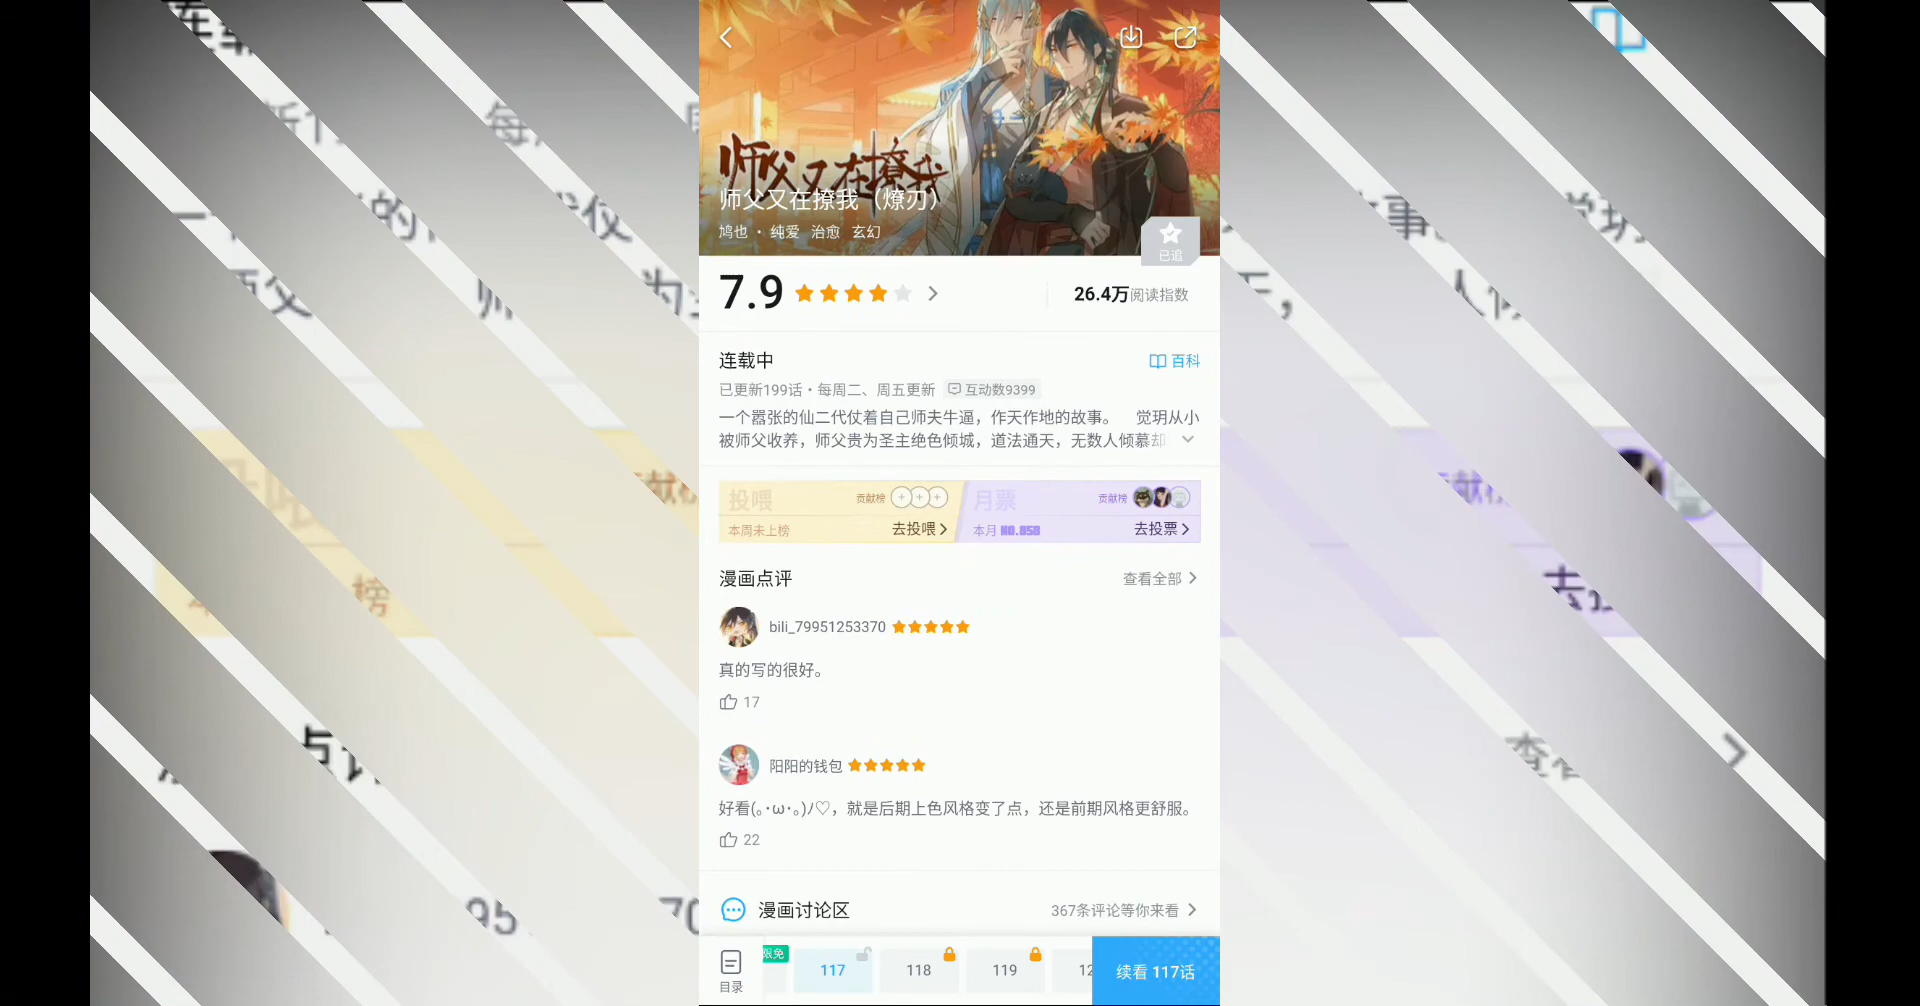 师父又在撩我
师父又在撩我（燎刃）
鸠也・纯爱 治愈 玄幻
已追
7.9
26.4万阅读指数
连载中
百科
已更新199话・每周二、周五更新 互动数9399
一个嚣张的仙二代仗着自己师夫牛逼，作天作地的故事。 觉玥从小
被师父收养，师父贵为圣主绝色倾城，道法通天，无数人倾慕却
投喂 贡献榜
本周未上榜 去投喂
月票 贡献榜
本月 NO.858 去投票
漫画点评 查看全部
bili_79951253370
真的写的很好。
17
阳阳的钱包
好看(｡･ω･｡)ﾉ♡，就是后期上色风格变了点，还是前期风格更舒服。
22
漫画讨论区 367条评论等你来看
目录
限免
117
118
119
12
续看 117话